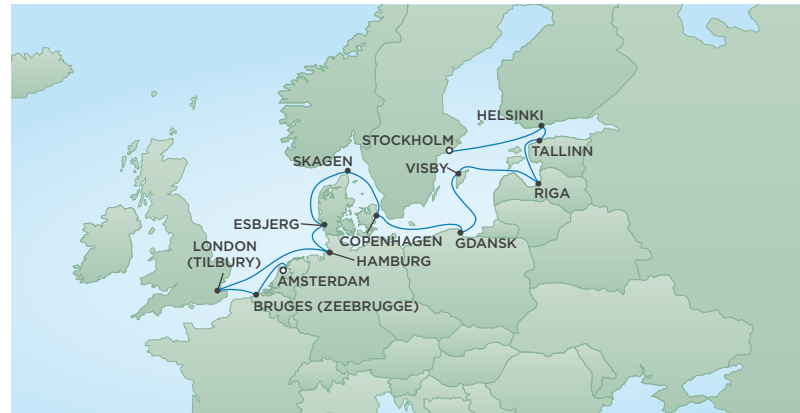 HELSINKI
STOCKHOLM
TALLINN
SKAGEN
VISBY
RIGA
ESBJERG
COPENHAGEN
GDANSK
LONDON
(TILBURY)
HAMBURG
AMSTERDAM
BRUGES (ZEEBRUGGE)